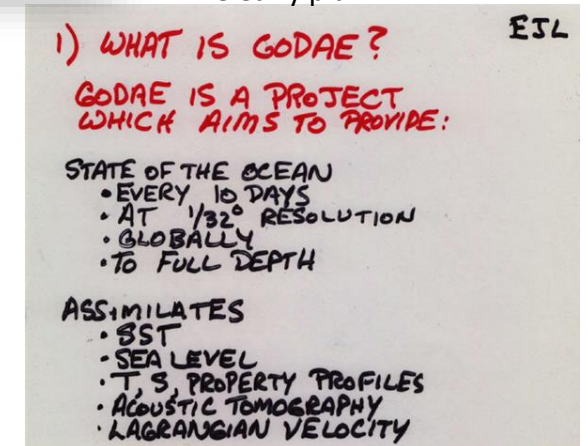 EJL
1) WHAT IS GODAE?
GODAE IS A PROJECT
WHICH AIMS TO PROVIDE:
STATE OF THE OCEAN
• EVERY 10 DAYS
• AT 1/32° RESOLUTION
• GLOBALLY
• TO FULL DEPTH
ASSIMILATES
• SST
• SEA LEVEL
• T, S, PROPERTY PROFILES
• ACOUSTIC TOMOGRAPHY
• LAGRANGIAN VELOCITY